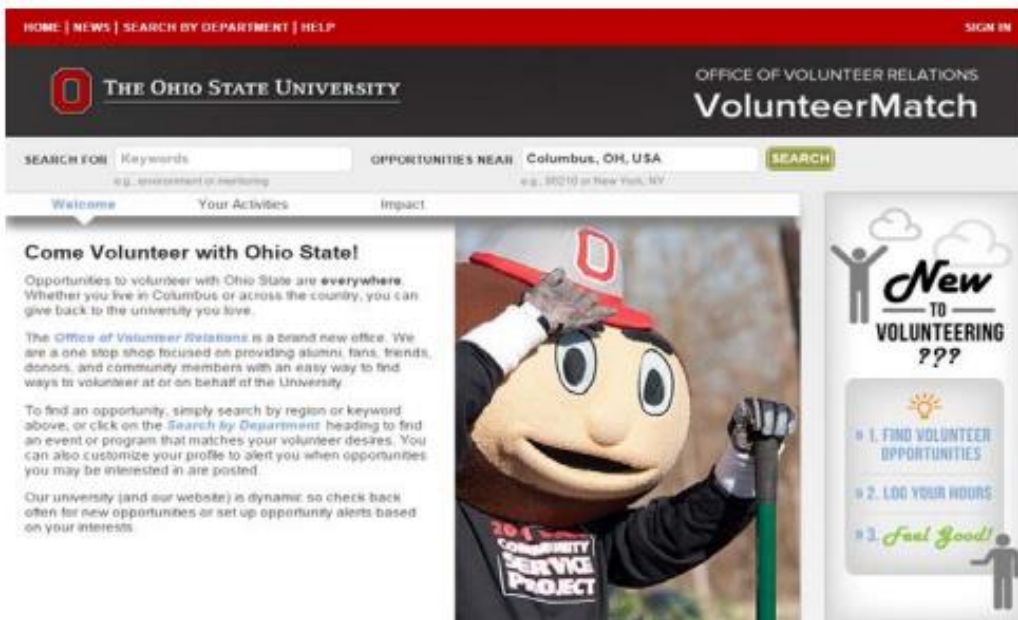 HOME | NEWS | SEARCH BY DEPARTMENT | HELP
SIGN IN
O
THE OHIO STATE UNIVERSITY
OFFICE OF VOLUNTEER RELATIONS
VolunteerMatch
SEARCH FOR Keywords OPPORTUNITIES NEAR Columbus, OH, USA SEARCH
e.g., environment or mentoring e.g., 90210 or New York, NY
Welcome Your Activities Impact
Come Volunteer with Ohio State!
Opportunities to volunteer with Ohio State are everywhere.
Whether you live in Columbus or across the country, you can
give back to the university you love.
The Office of Volunteer Relations is a brand new office. We
are a one stop shop focused on providing alumni, fans, friends,
donors, and community members with an easy way to find
ways to volunteer at or on behalf of the University.
To find an opportunity, simply search by region or keyword
above, or click on the Search by Department heading to find
an event or program that matches your volunteer desires. You
can also customize your profile to alert you when opportunities
you may be interested in are posted.
Our university (and our website) is dynamic so check back
often for new opportunities or set up opportunity alerts based
on your interests.
O
COMMUNITY
SERVICE
PROJECT
New
TO
VOLUNTEERING
???
» 1. FIND VOLUNTEER
OPPORTUNITIES
» 2. LOG YOUR HOURS
» 3. Feel Good!